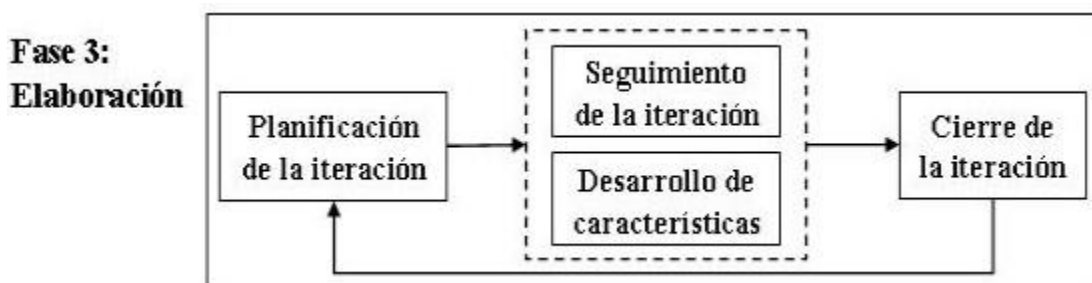 Fase 3:
Elaboración
Planificación
de la iteración
Seguimiento
de la iteración
Desarrollo de
características
Cierre de
la iteración